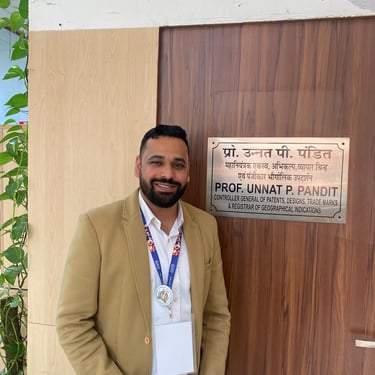 प्रो. उन्नत पी. पंडित
महानियंत्रक एकस्व, अभिकल्प, व्यापार चिन्ह
एवं पंजीकार भौगोलिक उपदर्शन
PROF. UNNAT P. PANDIT
CONTROLLER GENERAL OF PATENTS, DESIGNS, TRADE MARKS
& REGISTRAR OF GEOGRAPHICAL INDICATIONS